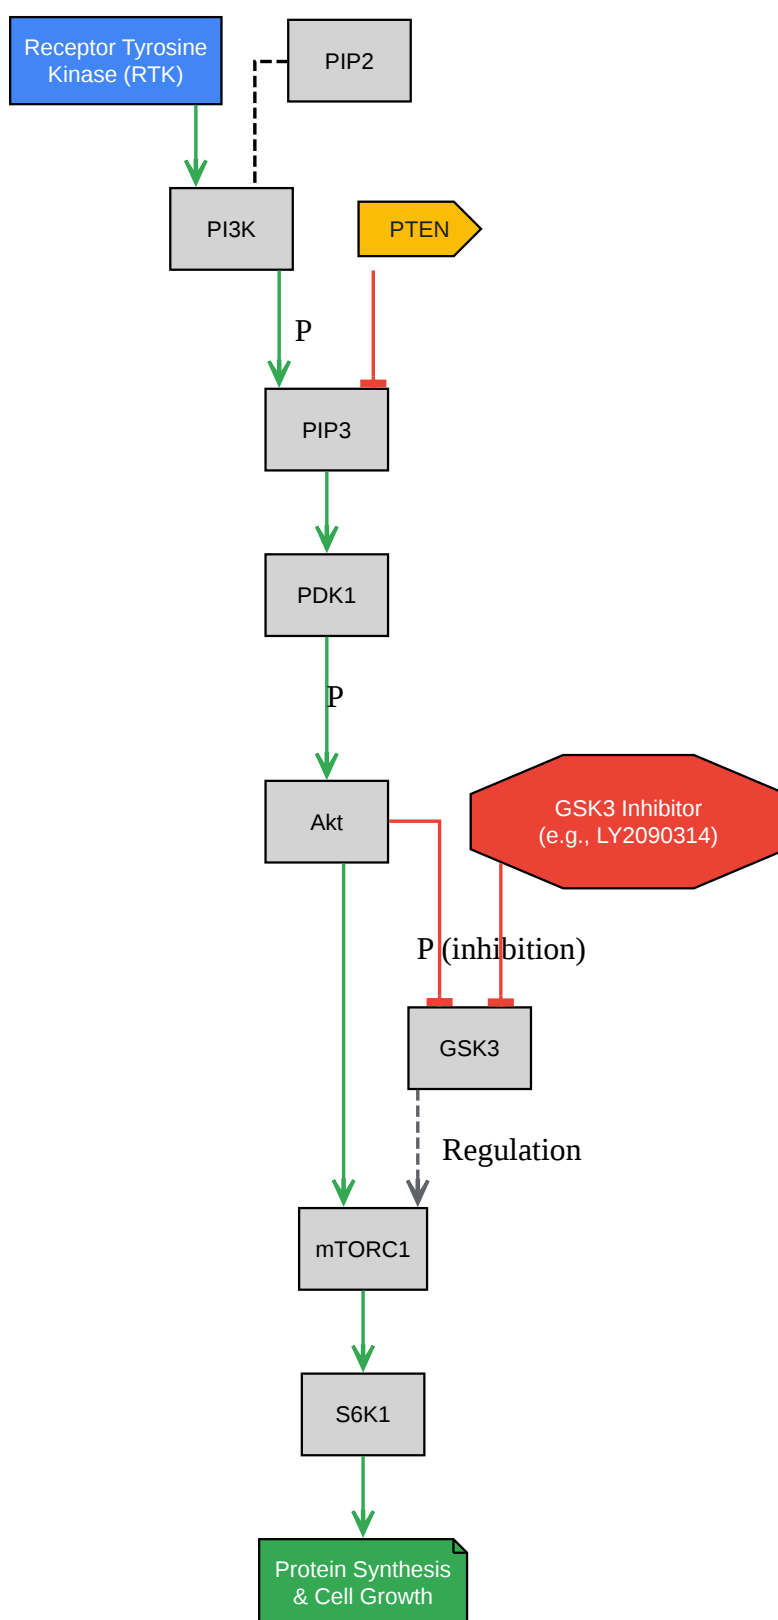 Receptor Tyrosine
Kinase (RTK)
PIP2
PI3K
PTEN
P
PIP3
PDK1
P
Akt
GSK3 Inhibitor
(e.g., LY2090314)
P (inhibition)
GSK3
Regulation
mTORC1
S6K1
Protein Synthesis
& Cell Growth